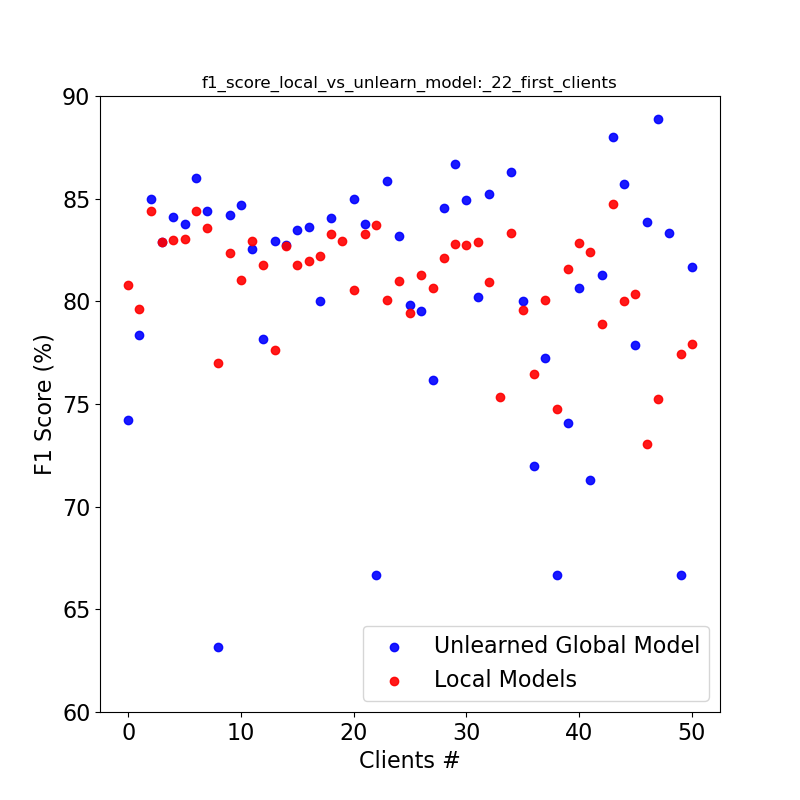 f1_score_local_vs_unlearn_model:_22_first_clients
90
85
80
75
70
65
60
F1 Score (%)
Unlearned Global Model
Local Models
0 10 20 30 40 50
Clients #